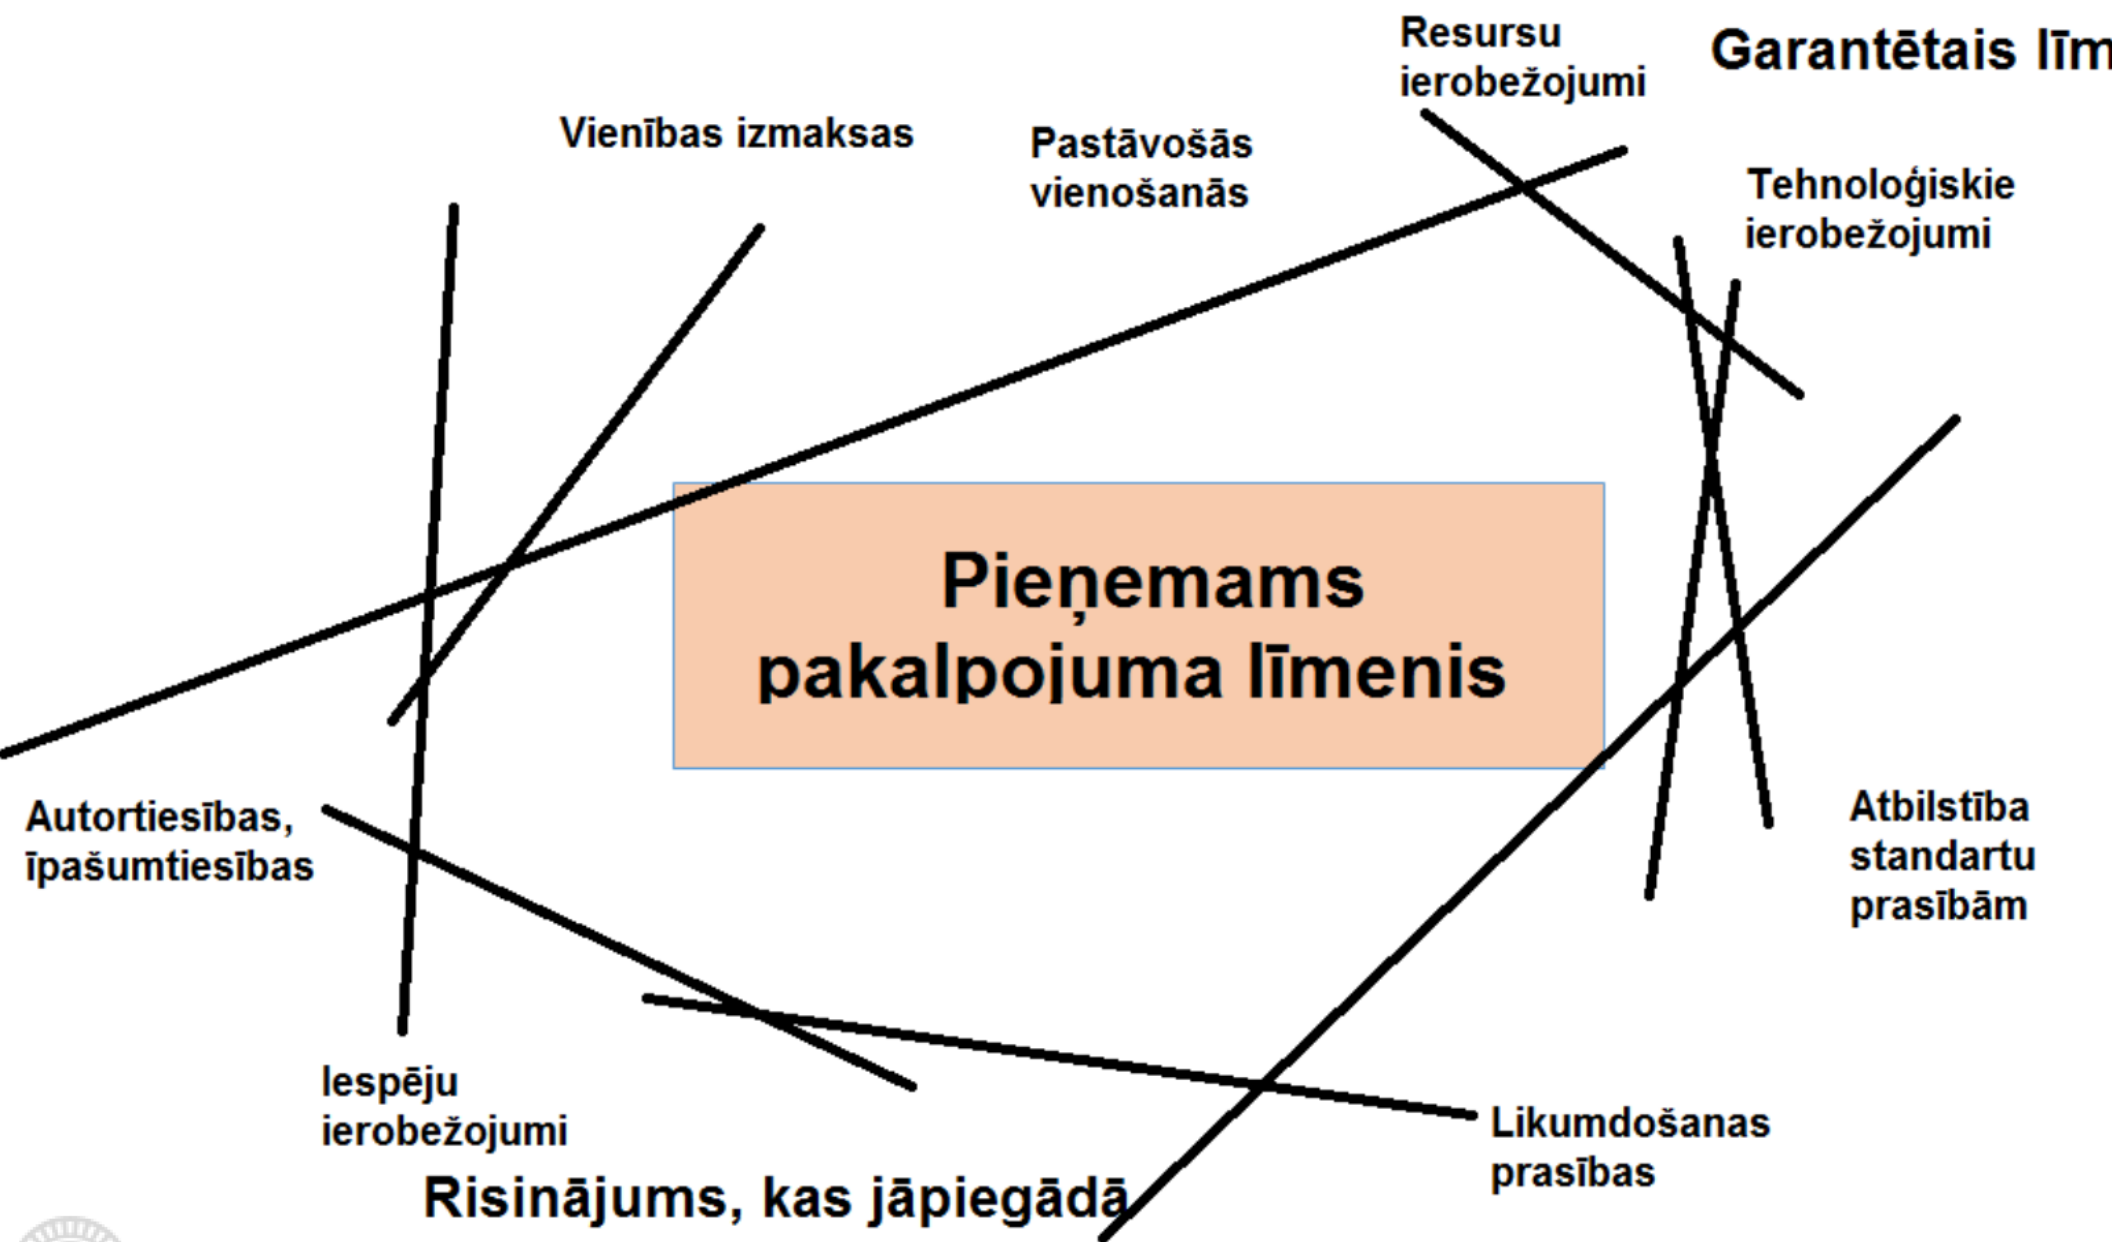 Resursu
ierobežojumi
Garantētais līm
Vienības izmaksas
Pastāvošās
vienošanās
Tehnoloģiskie
ierobežojumi
Pieņemams
pakalpojuma līmenis
Autortiesības,
īpašumtiesības
Atbilstība
standartu
prasībām
Iespēju
ierobežojumi
Likumdošanas
prasības
Risinājums, kas jāpiegādā